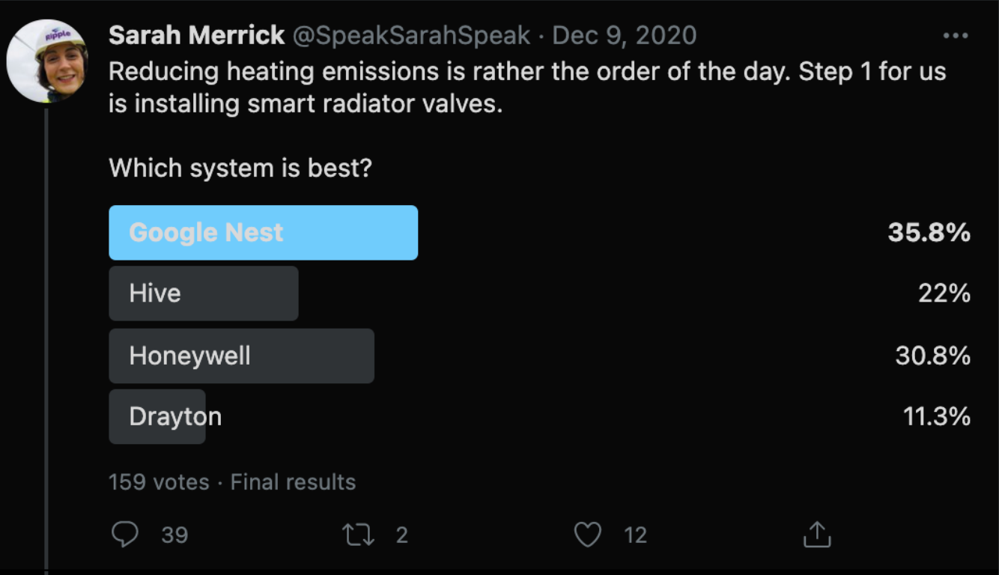 Ripple
Sarah Merrick @SpeakSarahSpeak · Dec 9, 2020
Reducing heating emissions is rather the order of the day. Step 1 for us
is installing smart radiator valves.
Which system is best?
Google Nest 35.8%
Hive 22%
Honeywell 30.8%
Drayton 11.3%
159 votes · Final results
39 2 12